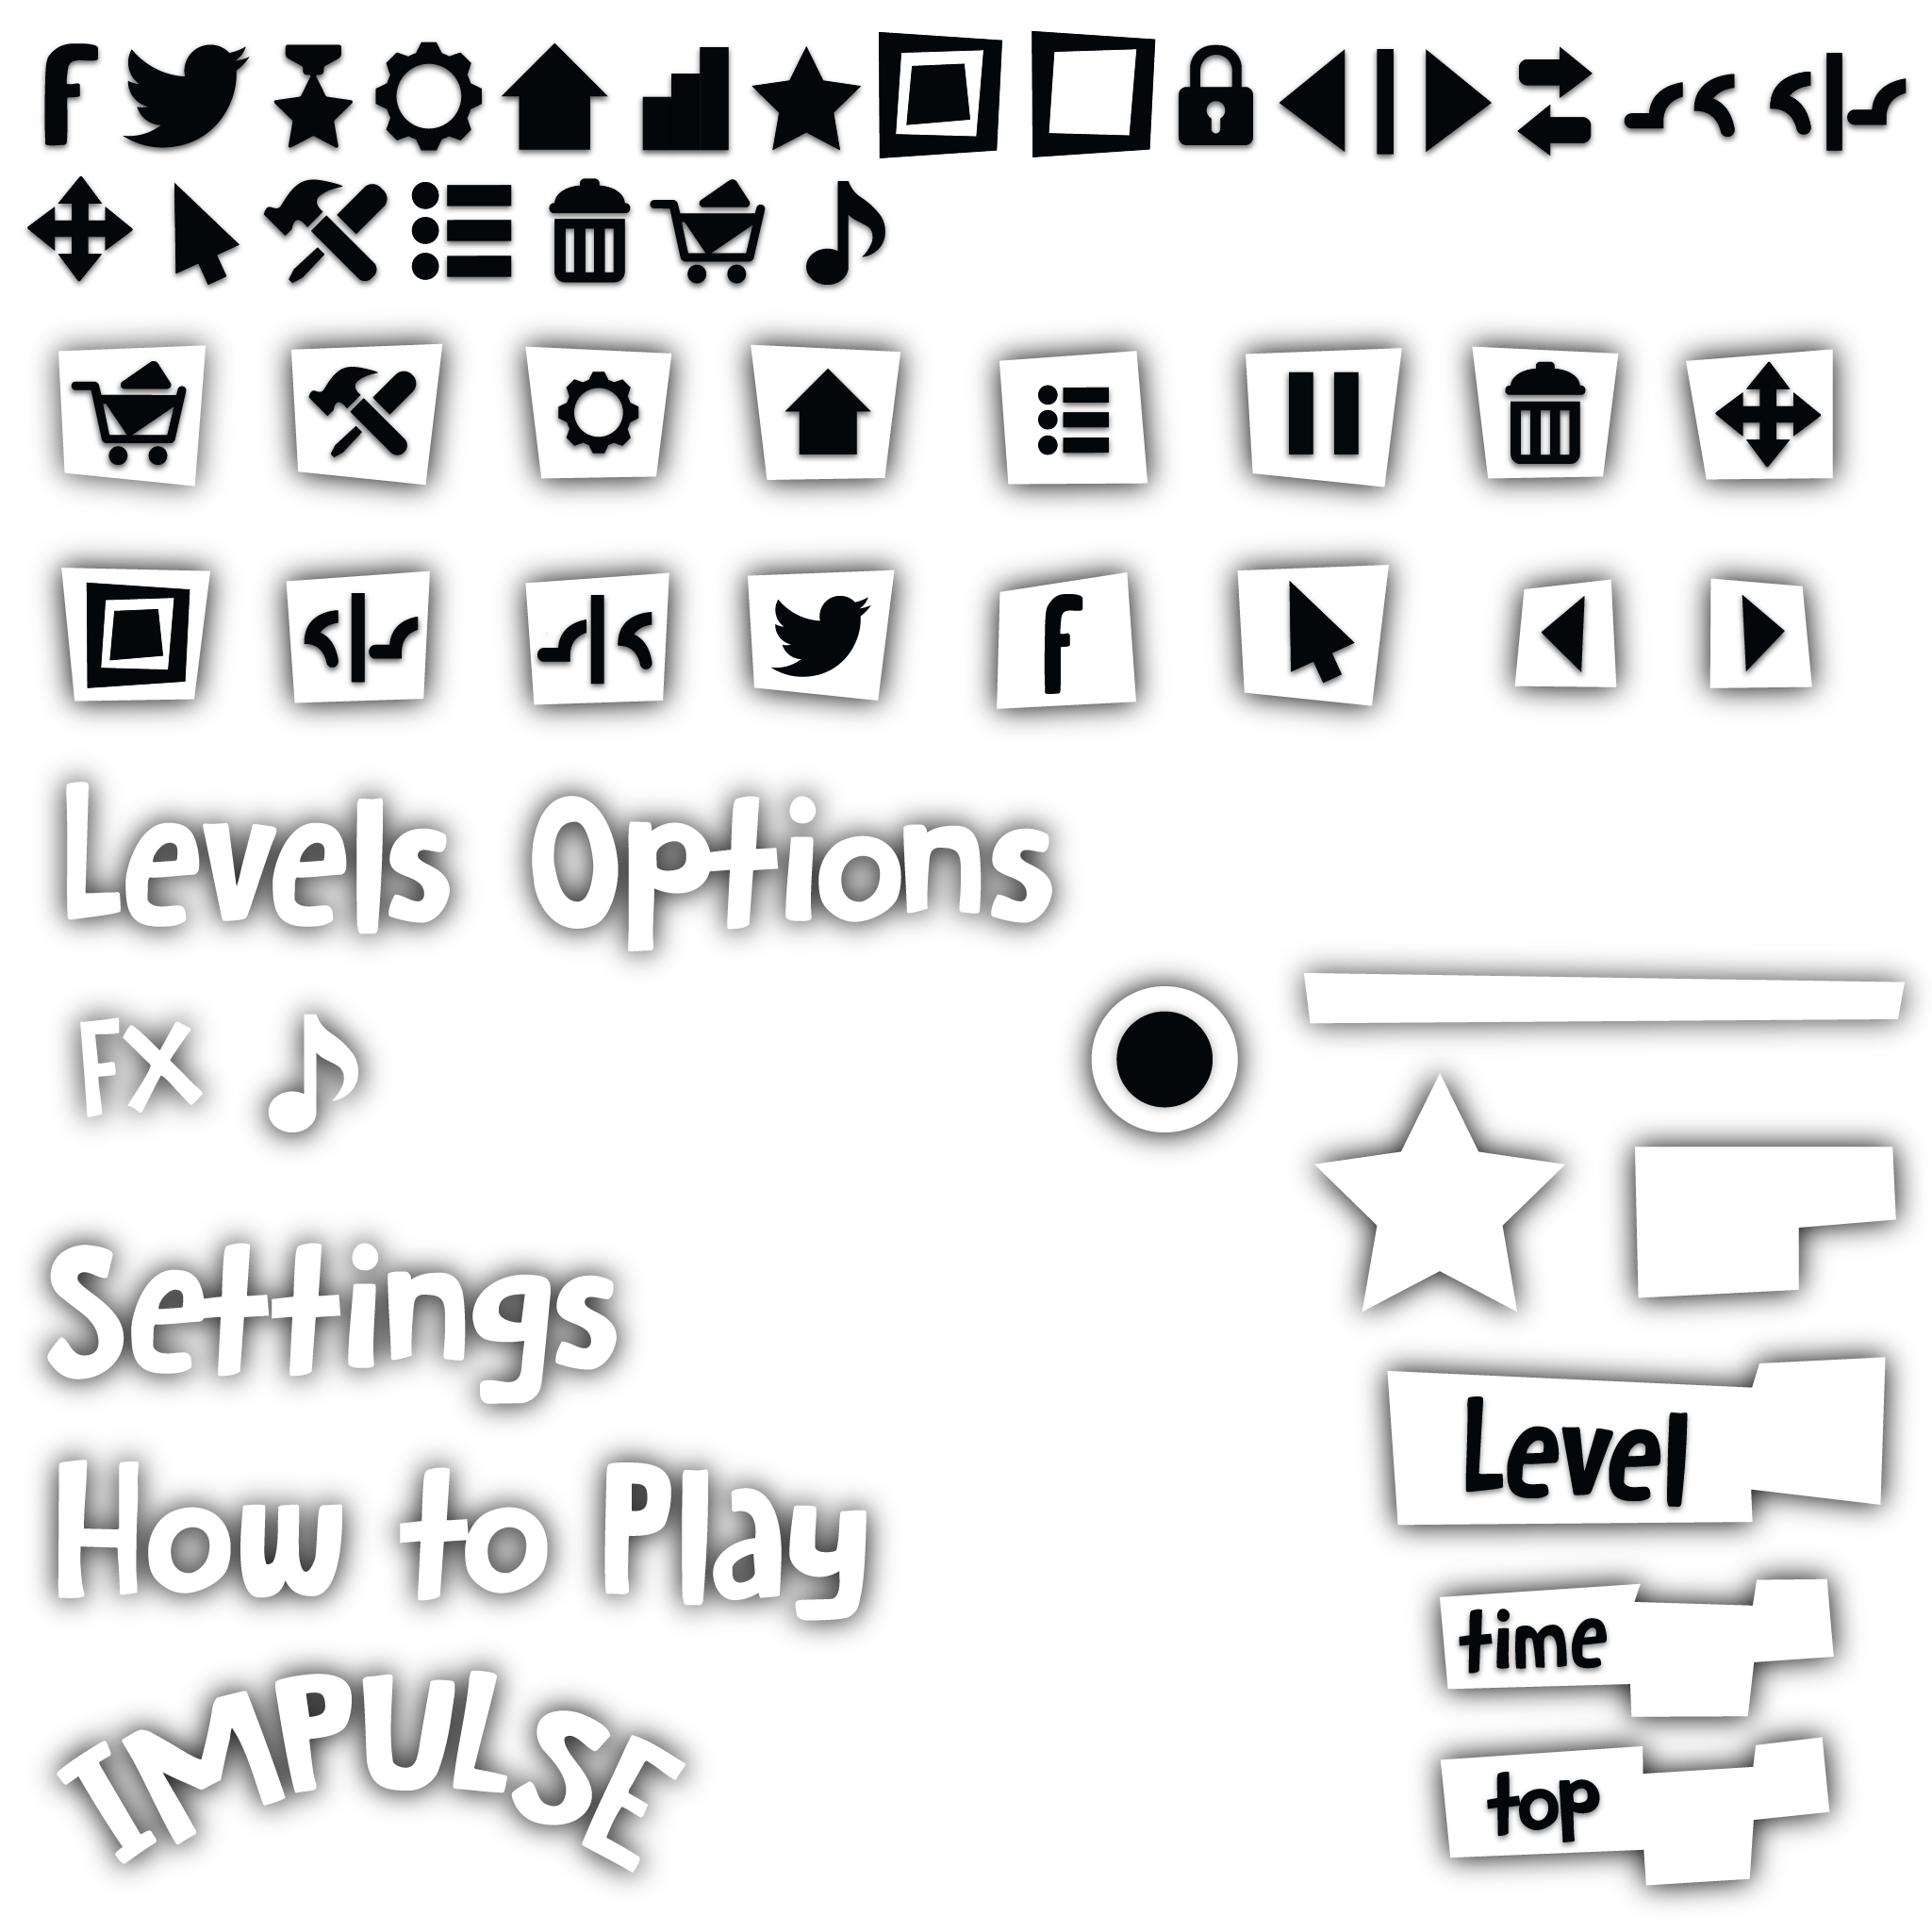 f
f
Levels Options
FX
Settings
Level
How to Play
time
IMPULSE
top